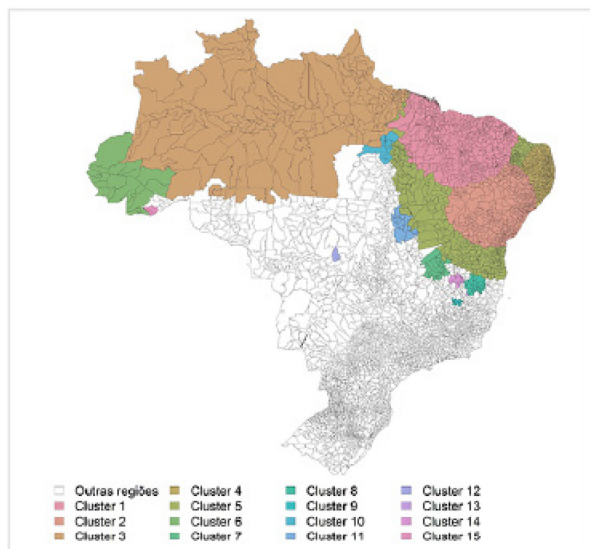 Outras regiões
Cluster 1
Cluster 2
Cluster 3
Cluster 4
Cluster 5
Cluster 6
Cluster 7
Cluster 8
Cluster 9
Cluster 10
Cluster 11
Cluster 12
Cluster 13
Cluster 14
Cluster 15